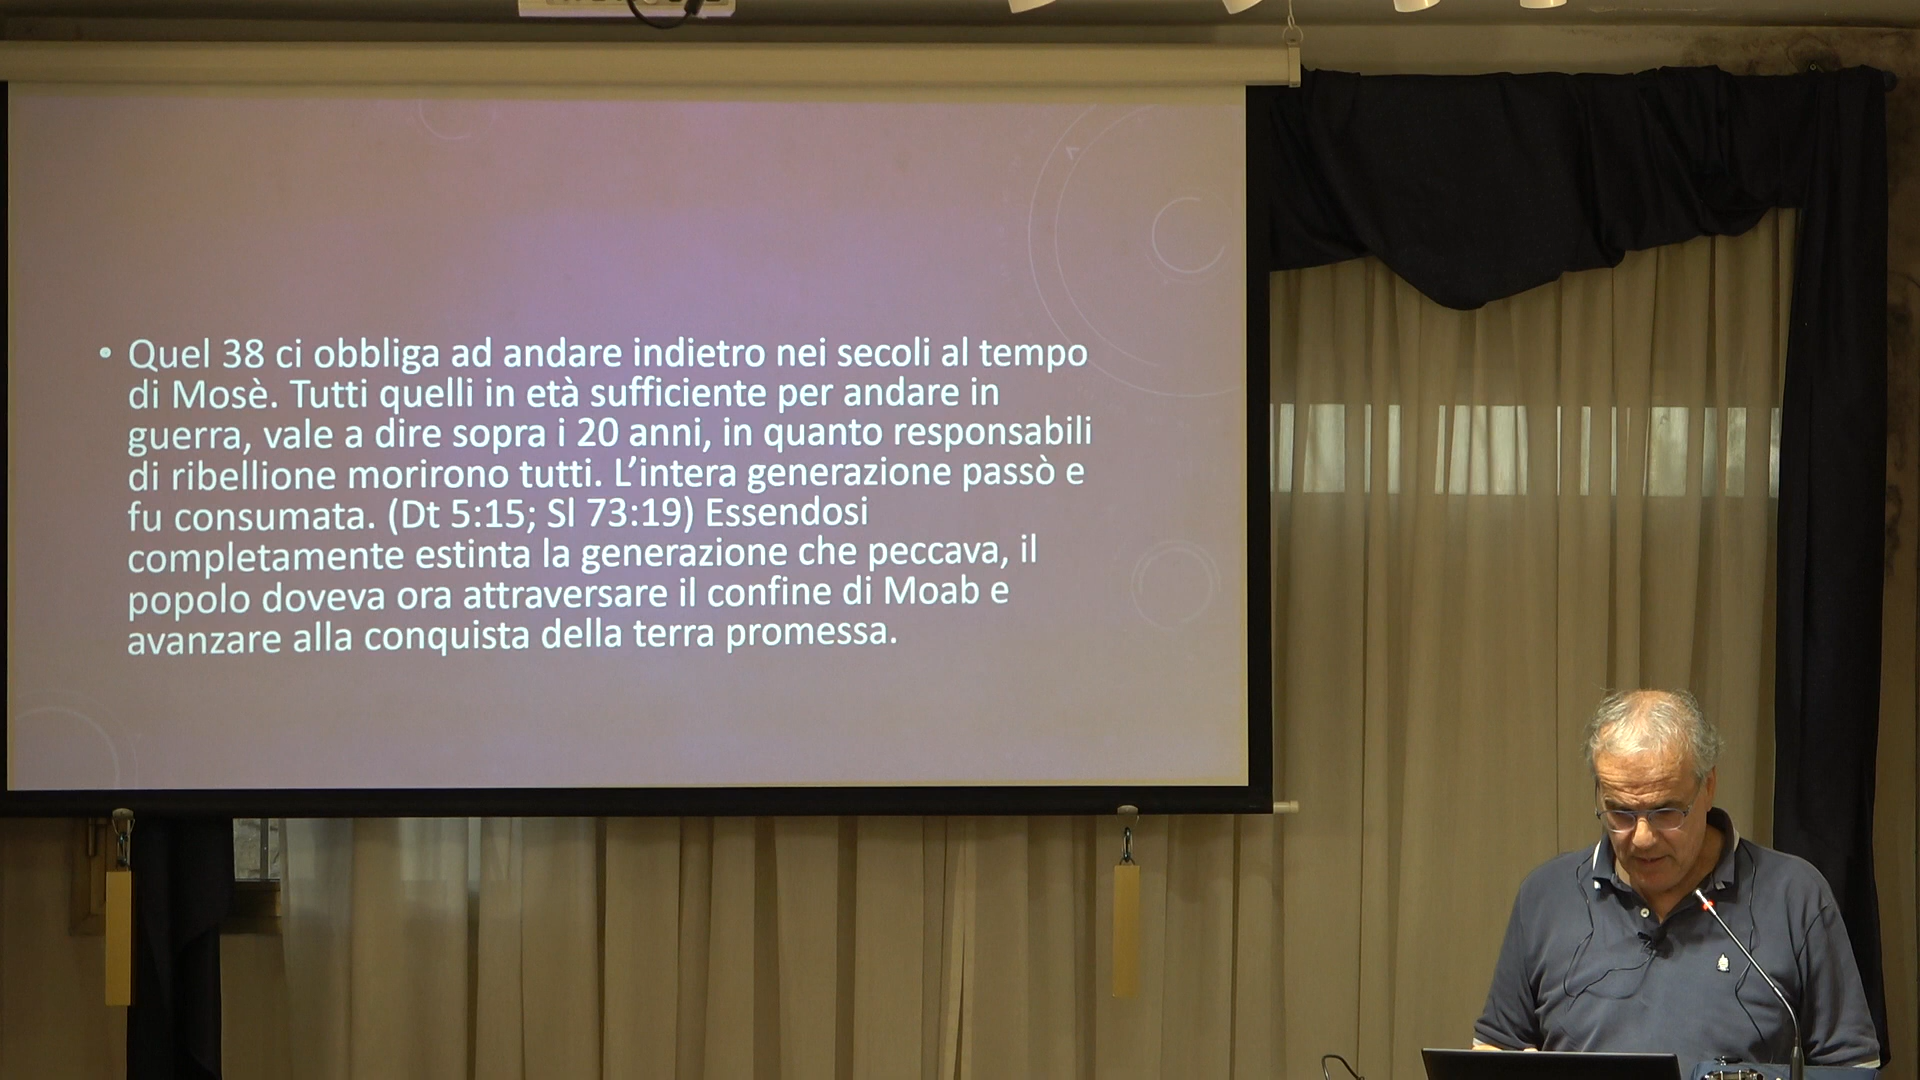 • Quel 38 ci obbliga ad andare indietro nei secoli al tempo
di Mosè. Tutti quelli in età sufficiente per andare in
guerra, vale a dire sopra i 20 anni, in quanto responsabili
di ribellione morirono tutti. L’intera generazione passò e
fu consumata. (Dt 5:15; Sl 73:19) Essendosi
completamente estinta la generazione che peccava, il
popolo doveva ora attraversare il confine di Moab e
avanzare alla conquista della terra promessa.